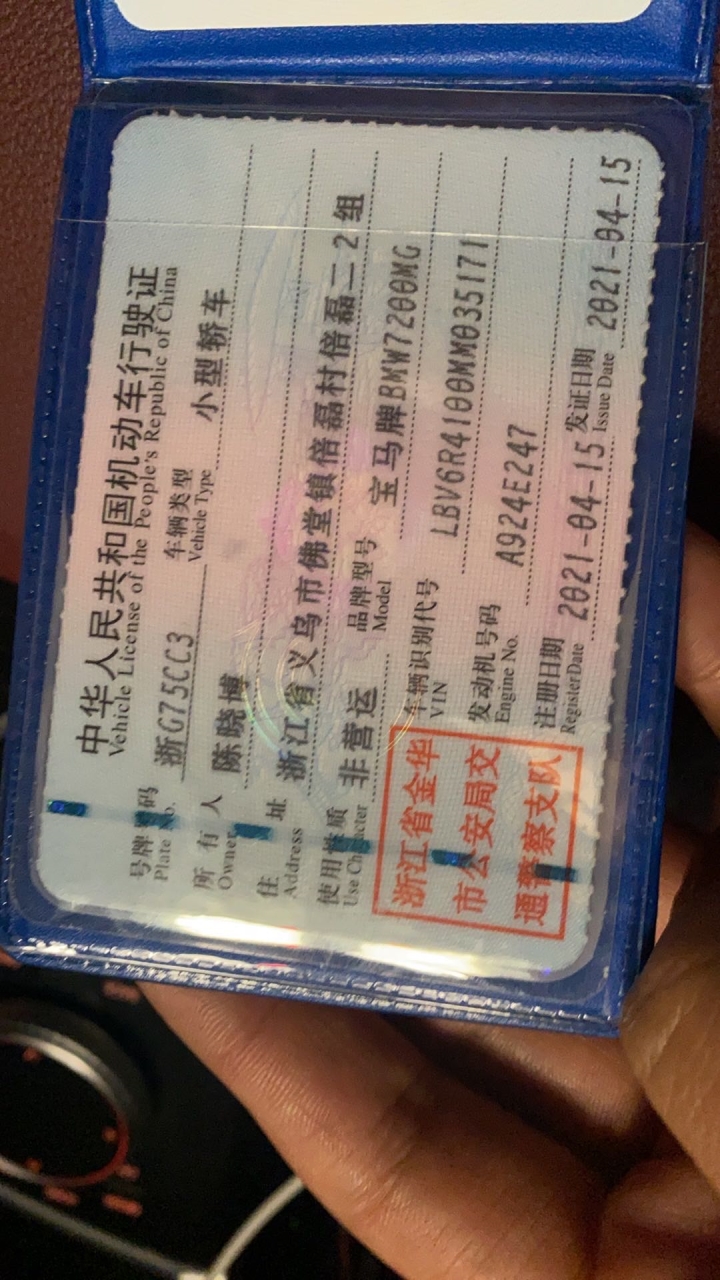 中华人民共和国机动车行驶证
Vehicle License of the People's Republic of China
号牌号码 浙G75CC3 车辆类型 小型轿车
Plate No. Vehicle Type
所有人 陈晓博
Owner
住址 浙江省义乌市佛堂镇倍磊村倍磊二2组
Address
使用性质 非营运 品牌型号 宝马牌BMW7200MG
Use Character Model
浙江省金华
市公安局交
通警察支队
车辆识别代号 LBV6R4100MM035171
VIN
发动机号码 A924E247
Engine No.
注册日期 2021-04-15 发证日期 2021-04-15
Register Date Issue Date